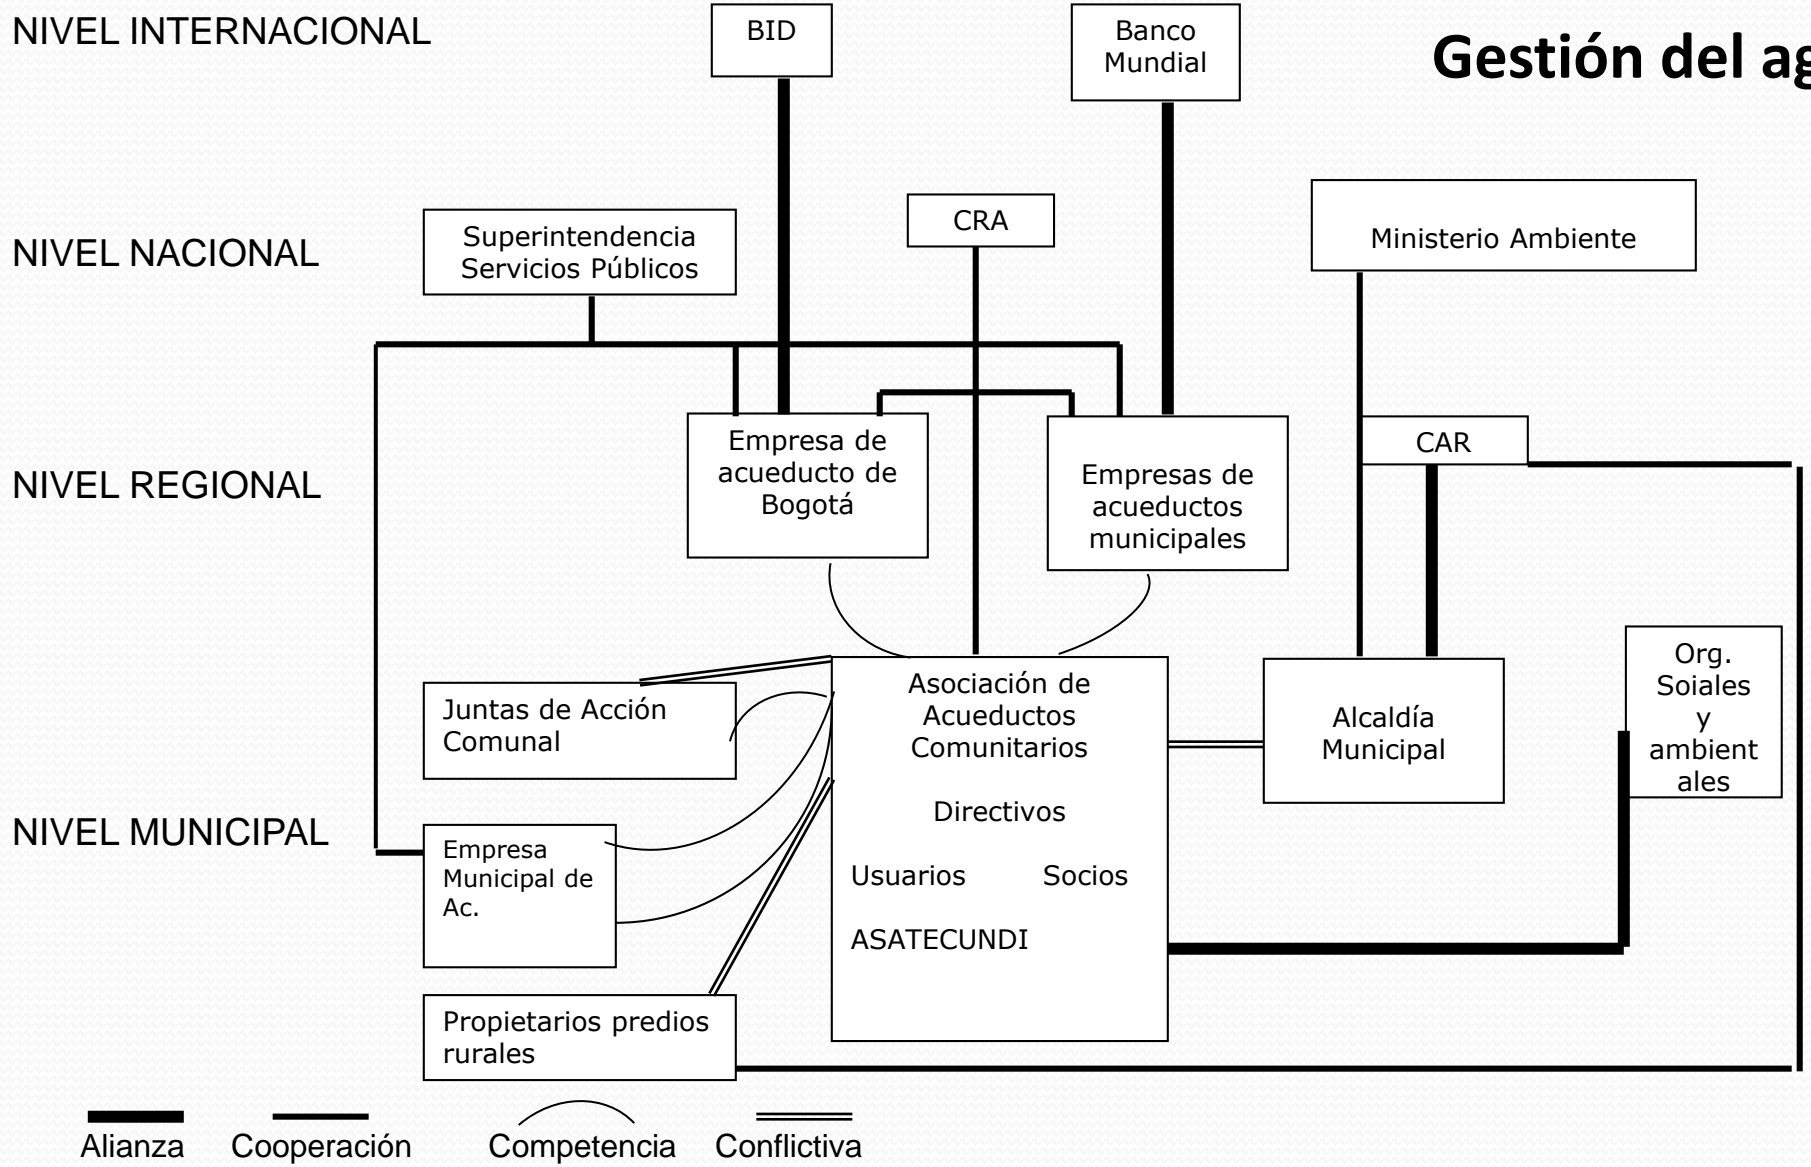 NIVEL INTERNACIONAL
BID
Banco
Mundial
Gestión del ag
NIVEL NACIONAL
Superintendencia
Servicios Públicos
CRA
Ministerio Ambiente
NIVEL REGIONAL
Empresa de
acueducto de
Bogotá
Empresas de
acueductos
municipales
CAR
NIVEL MUNICIPAL
Juntas de Acción
Comunal
Empresa
Municipal de
Ac.
Propietarios predios
rurales
Asociación de
Acueductos
Comunitarios
Directivos
Usuarios Socios
ASATECUNDI
Alcaldía
Municipal
Org.
Soiales
y
ambient
ales
Alianza Cooperación Competencia Conflictiva